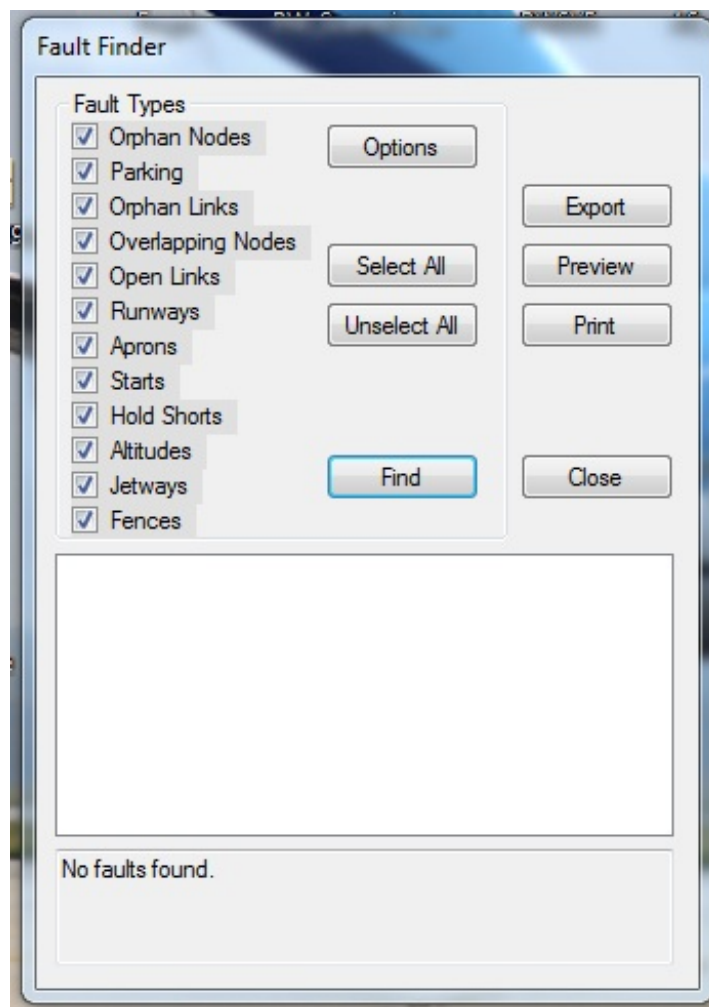 Fault Finder
Fault Types
Orphan Nodes
Parking
Orphan Links
Overlapping Nodes
Open Links
Runways
Aprons
Starts
Hold Shorts
Altitudes
Jetways
Fences
Options
Select All
Unselect All
Find
Export
Preview
Print
Close
No faults found.